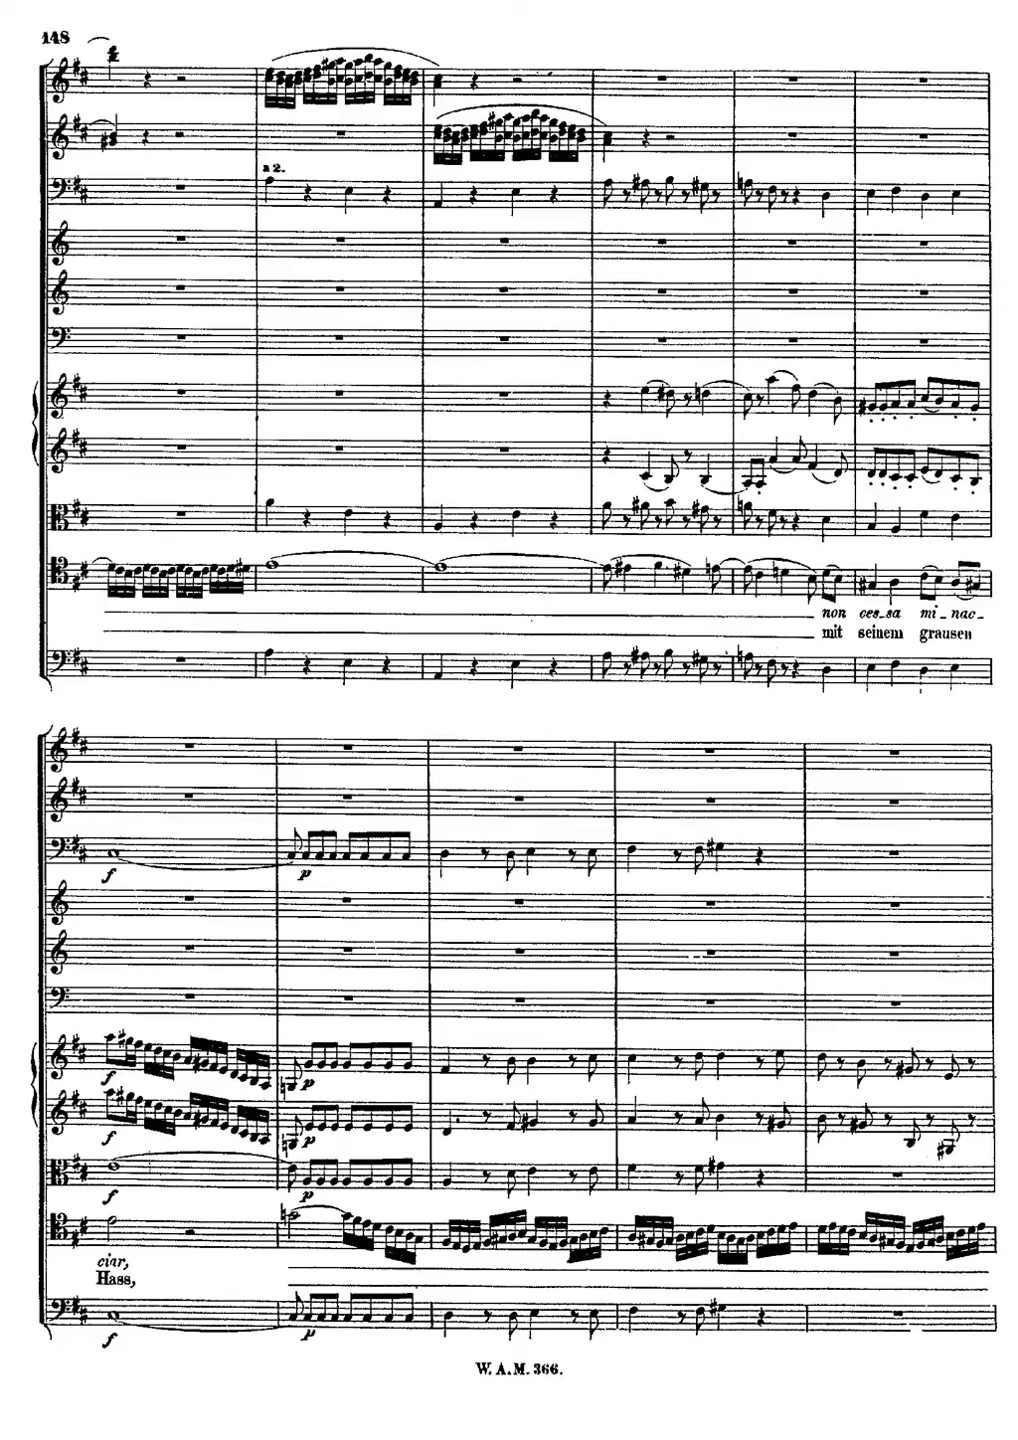 148
a 2.
non ces_sa mi_nac_
mit seinem grausen
f
p
f
p
f
p
f
p
ciar,
Hass,
f
p
W. A. M. 366.